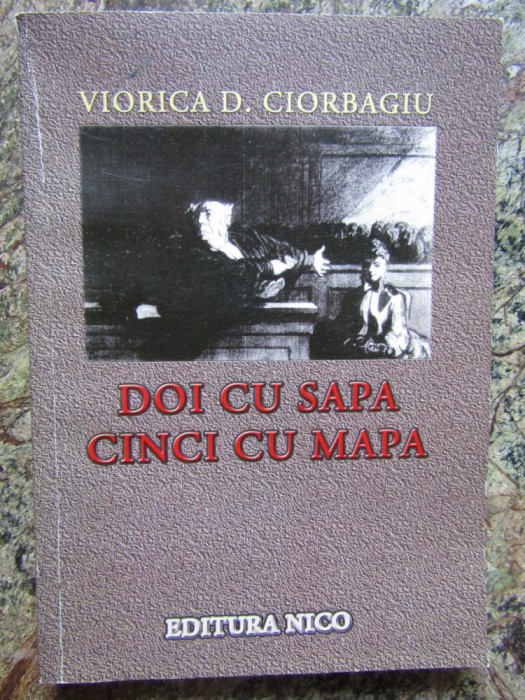 VIORICA D. CIORBAGIU
DOI CU SAPA
CINCI CU MAPA
EDITURA NICO